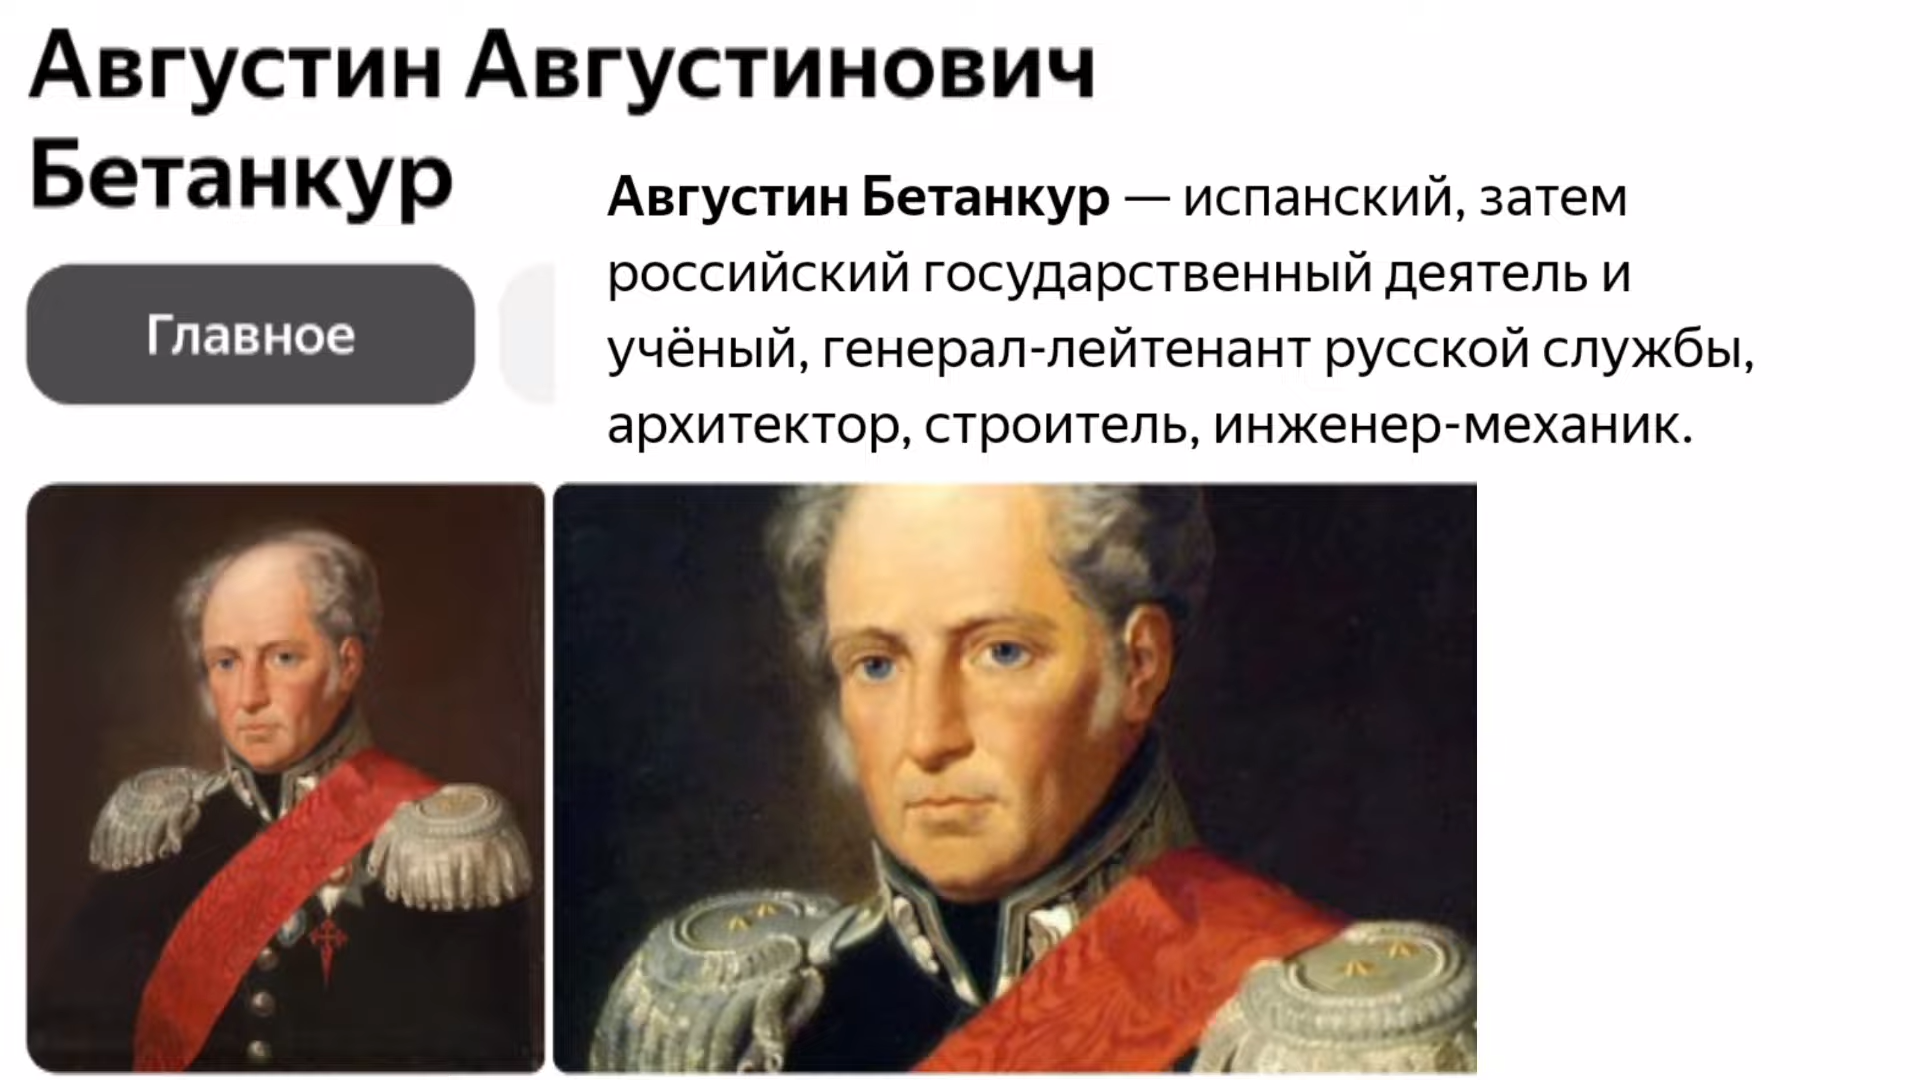 Августин Августинович
Бетанкур
Главное
Августин Бетанкур — испанский, затем
российский государственный деятель и
учёный, генерал-лейтенант русской службы,
архитектор, строитель, инженер-механик.